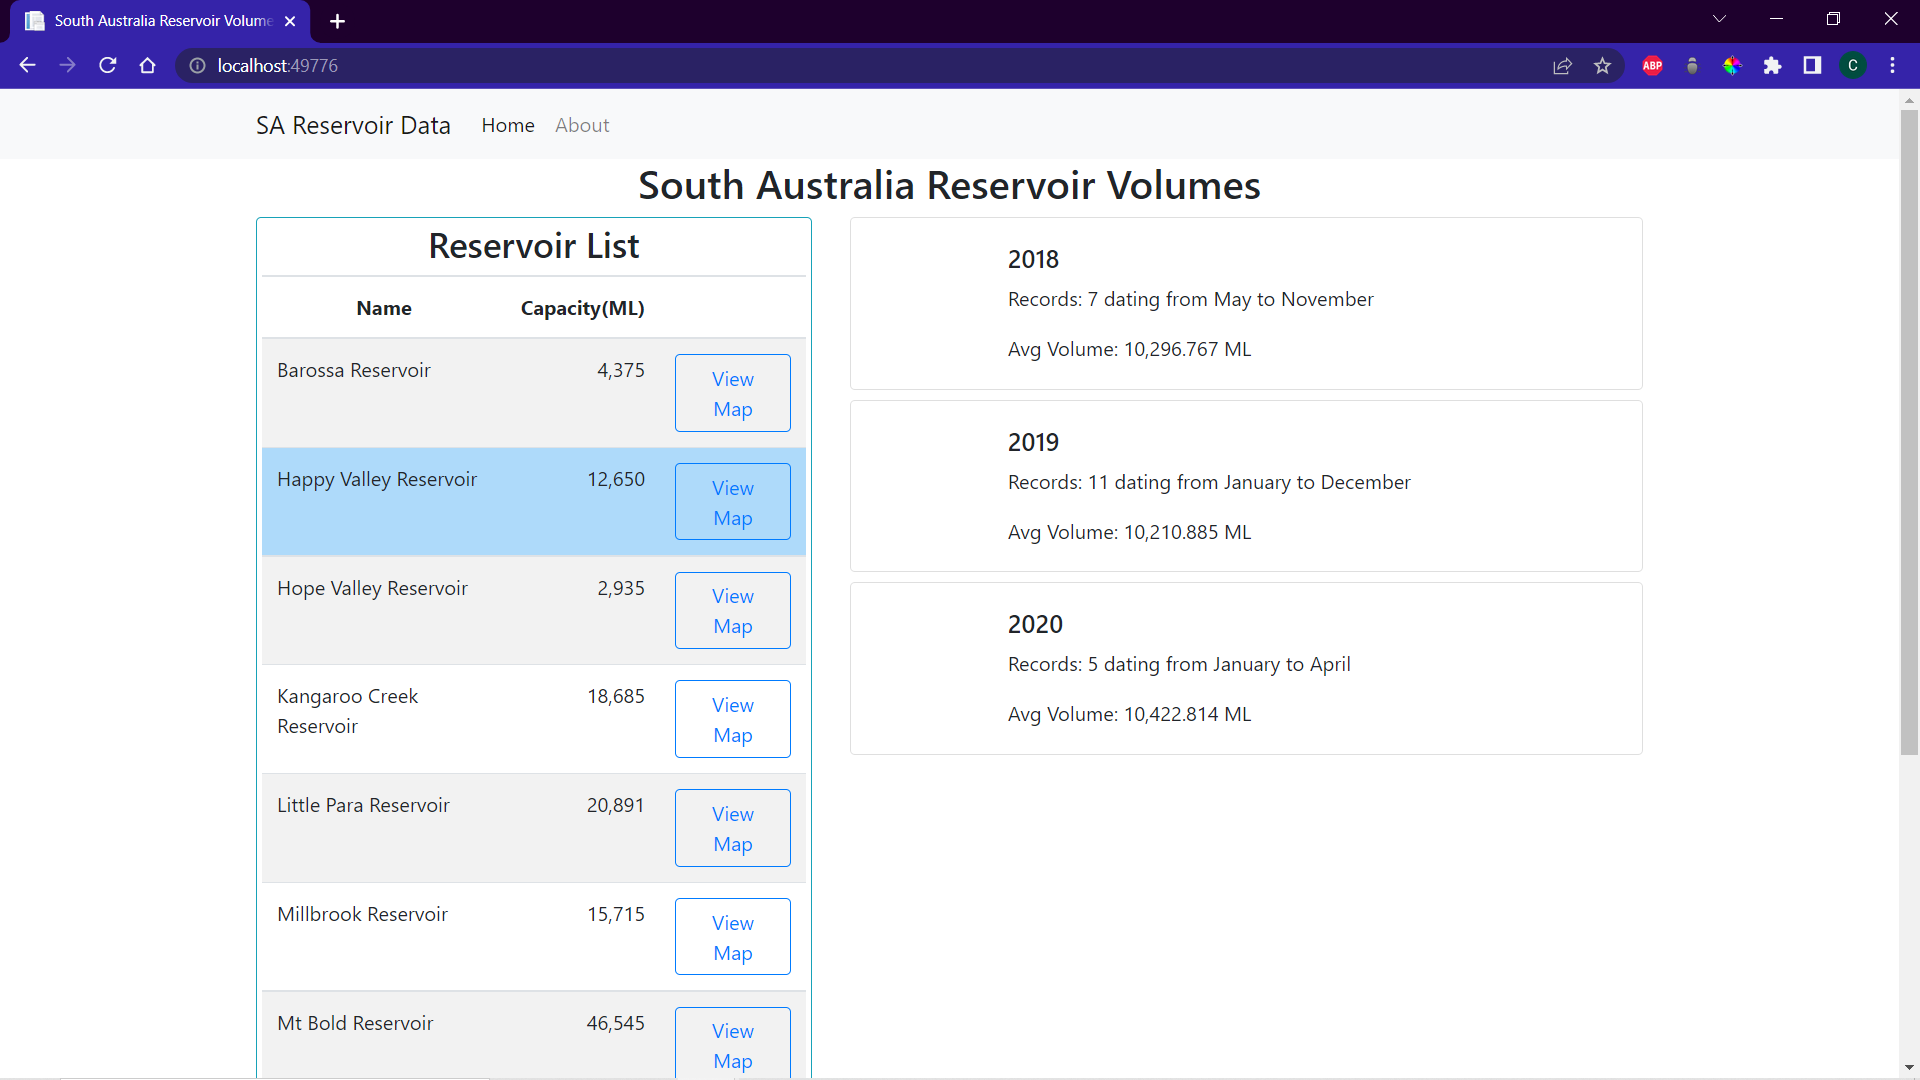 South Australia Reservoir Volume
localhost:49776
ABP
C
SA Reservoir Data Home About
South Australia Reservoir Volumes
Reservoir List
Name Capacity(ML)
Barossa Reservoir 4,375 View
Map
Happy Valley Reservoir 12,650 View
Map
Hope Valley Reservoir 2,935 View
Map
Kangaroo Creek 18,685 View
Reservoir Map
Little Para Reservoir 20,891 View
Map
Millbrook Reservoir 15,715 View
Map
Mt Bold Reservoir 46,545 View
Map
2018
Records: 7 dating from May to November
Avg Volume: 10,296.767 ML
2019
Records: 11 dating from January to December
Avg Volume: 10,210.885 ML
2020
Records: 5 dating from January to April
Avg Volume: 10,422.814 ML